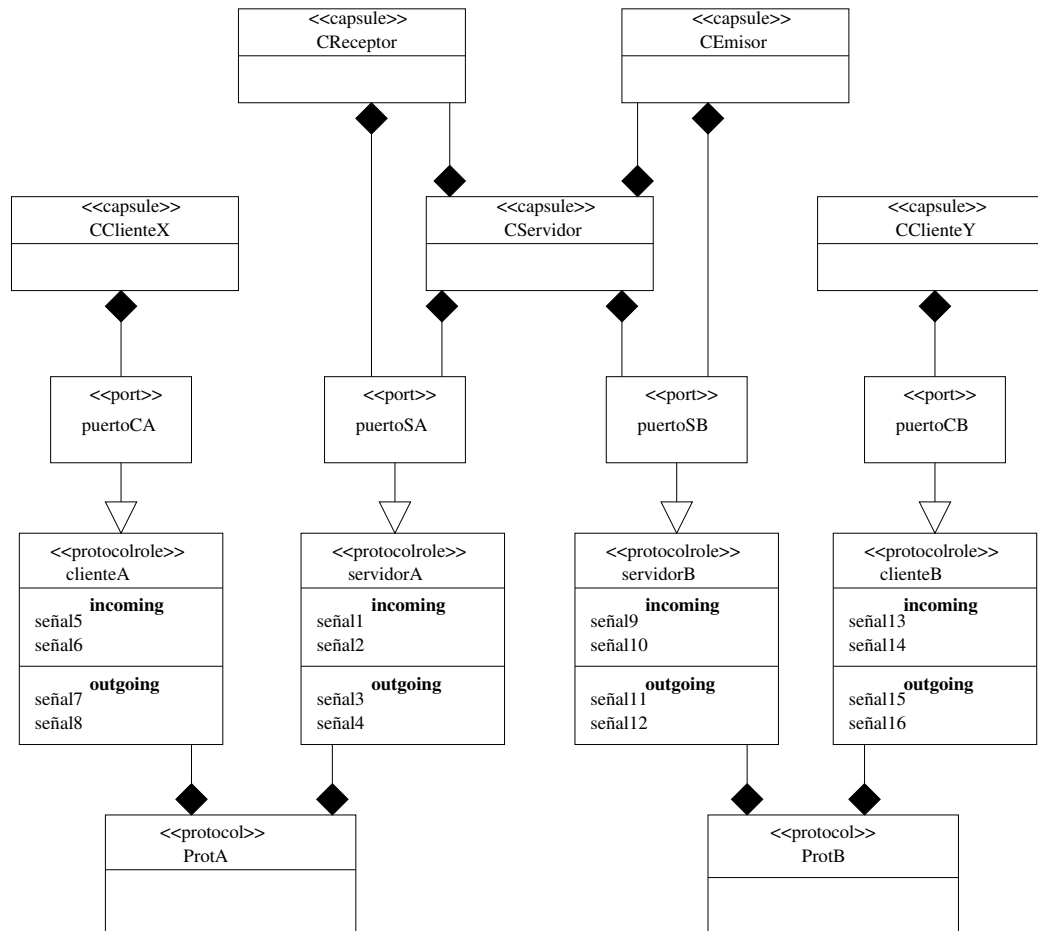 <<capsule>>
CReceptor
<<capsule>>
CEmisor
<<capsule>>
CClienteX
<<capsule>>
CServidor
<<capsule>>
CClienteY
<<port>>
puertoCA
<<port>>
puertoSA
<<port>>
puertoSB
<<port>>
puertoCB
<<protocolrole>>
clienteA
incoming
señal5
señal6
outgoing
señal7
señal8
<<protocolrole>>
servidorA
incoming
señal1
señal2
outgoing
señal3
señal4
<<protocolrole>>
servidorB
incoming
señal9
señal10
outgoing
señal11
señal12
<<protocolrole>>
clienteB
incoming
señal13
señal14
outgoing
señal15
señal16
<<protocol>>
ProtA
<<protocol>>
ProtB